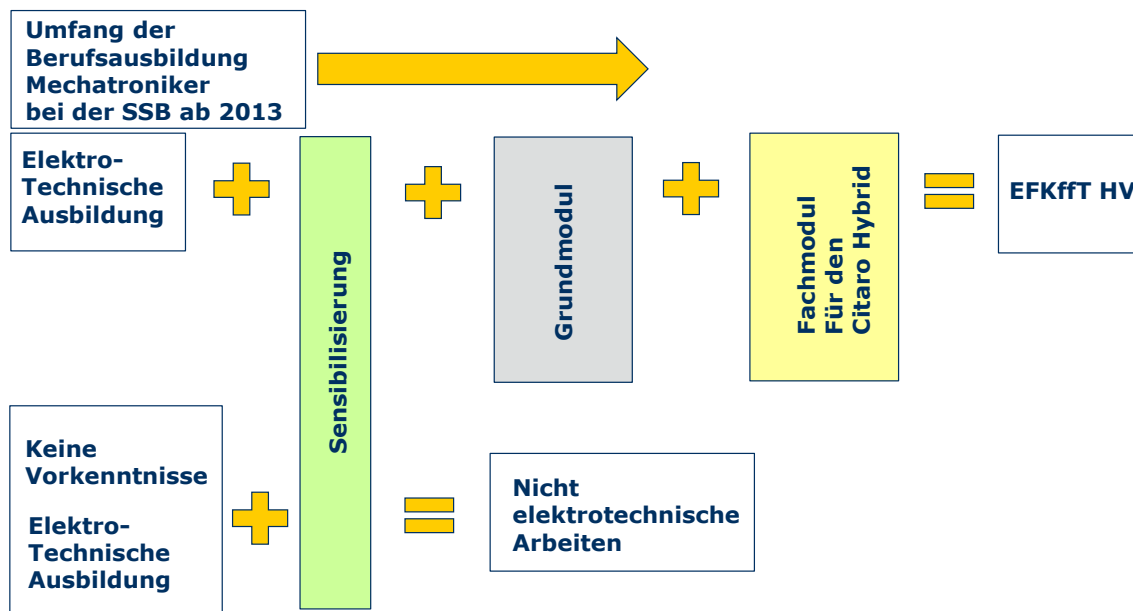 Umfang der
Berufsausbildung
Mechatroniker
bei der SSB ab 2013
Elektro-
Technische
Ausbildung
Sensibilisierung
Grundmodul
Fachmodul
Für den
Citaro Hybrid
EFKffT HV
Keine
Vorkenntnisse
Elektro-
Technische
Ausbildung
Nicht
elektrotechnische
Arbeiten